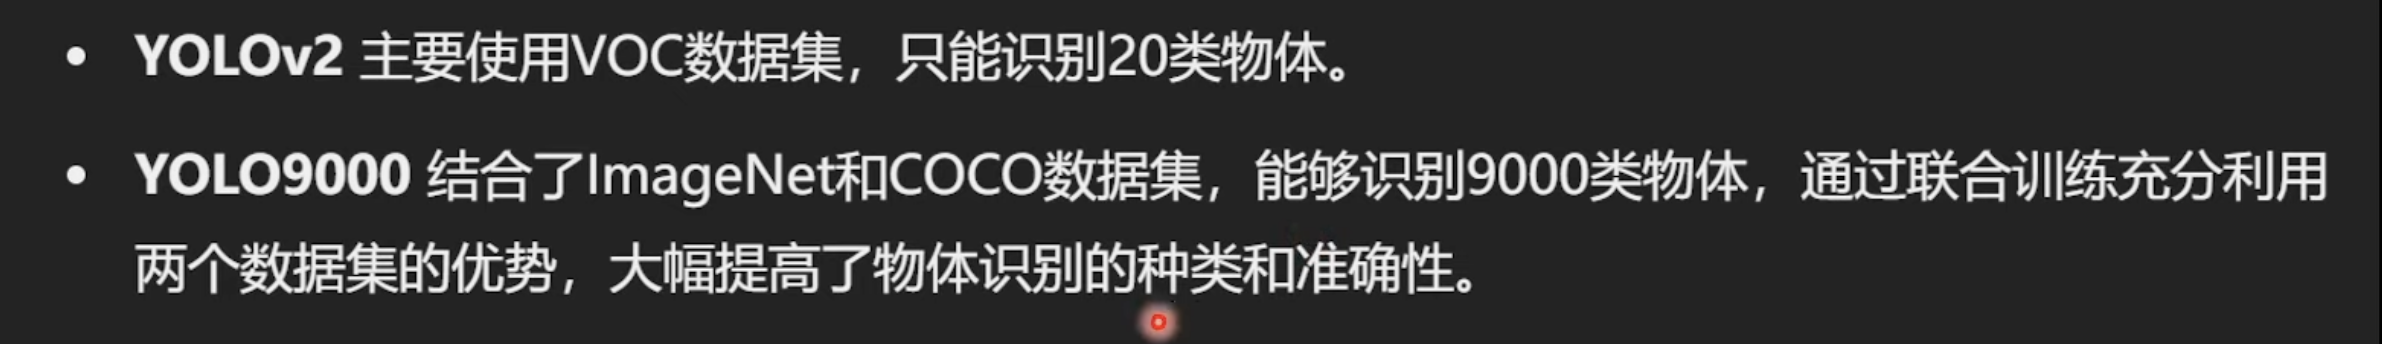 • YOLOv2 主要使用VOC数据集，只能识别20类物体。
• YOLO9000 结合了ImageNet和COCO数据集，能够识别9000类物体，通过联合训练充分利用
两个数据集的优势，大幅提高了物体识别的种类和准确性。